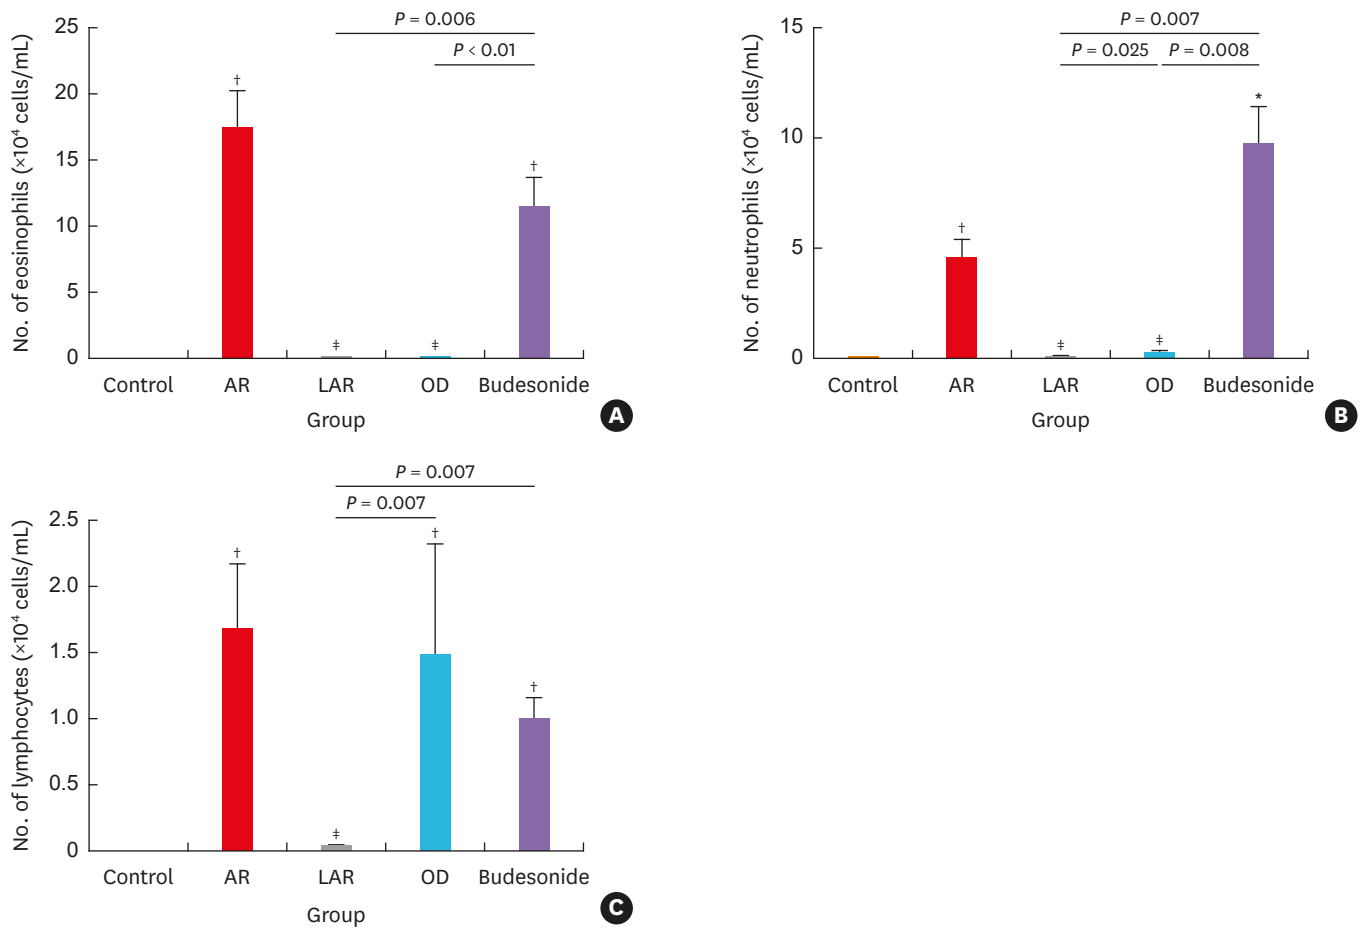 P = 0.006
P < 0.01
25
20
15
10
5
0
No. of eosinophils (×10⁴ cells/mL)
†
‡
‡
†
Control AR LAR OD Budesonide
Group
A
P = 0.007
P = 0.025 P = 0.008
15
10
5
0
No. of neutrophils (×10⁴ cells/mL)
†
‡
‡
*
Control AR LAR OD Budesonide
Group
B
P = 0.007
P = 0.007
2.5
2.0
1.5
1.0
0.5
0
No. of lymphocytes (×10⁴ cells/mL)
†
‡
†
†
Control AR LAR OD Budesonide
Group
C